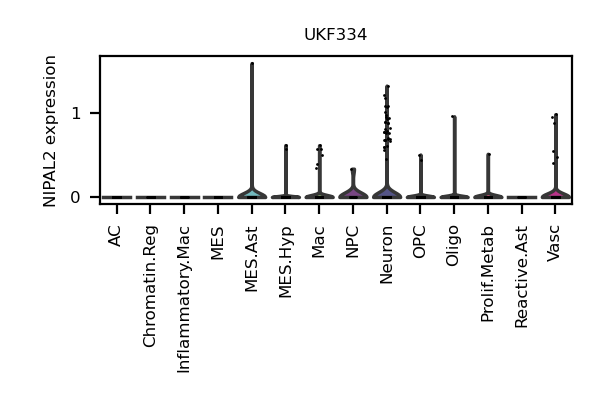 UKF334
NIPAL2 expression
1
0
AC
Chromatin.Reg
Inflammatory.Mac
MES
MES.Ast
MES.Hyp
Mac
NPC
Neuron
OPC
Oligo
Prolif.Metab
Reactive.Ast
Vasc